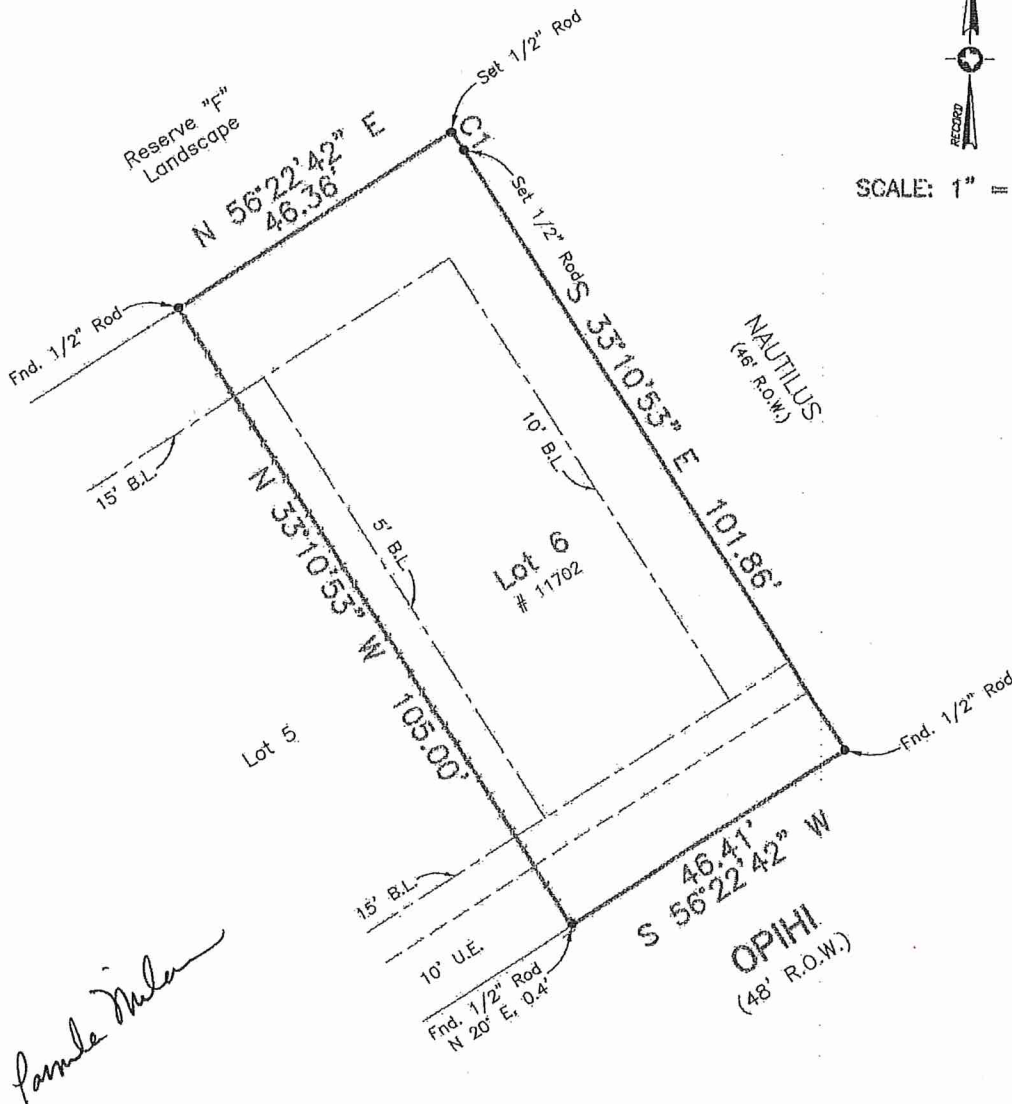 RECORD
SCALE: 1" =
Set 1/2" Rod
C1
Reserve "F"
Landscape
N 56°22'42" E
46.36'
Set 1/2" Rod
Fnd. 1/2" Rod
S 33°10'53" E 101.86'
NAUTILUS
(46' R.O.W.)
15' B.L.
10' B.L.
5' B.L.
N 33°10'53" W 105.00'
Lot 6
# 11702
Lot 5
Fnd. 1/2" Rod
15' B.L.
46.41'
S 56°22'42" W
10' U.E.
OPIHI
(48' R.O.W.)
Fnd. 1/2" Rod
N 20° E, 0.4'